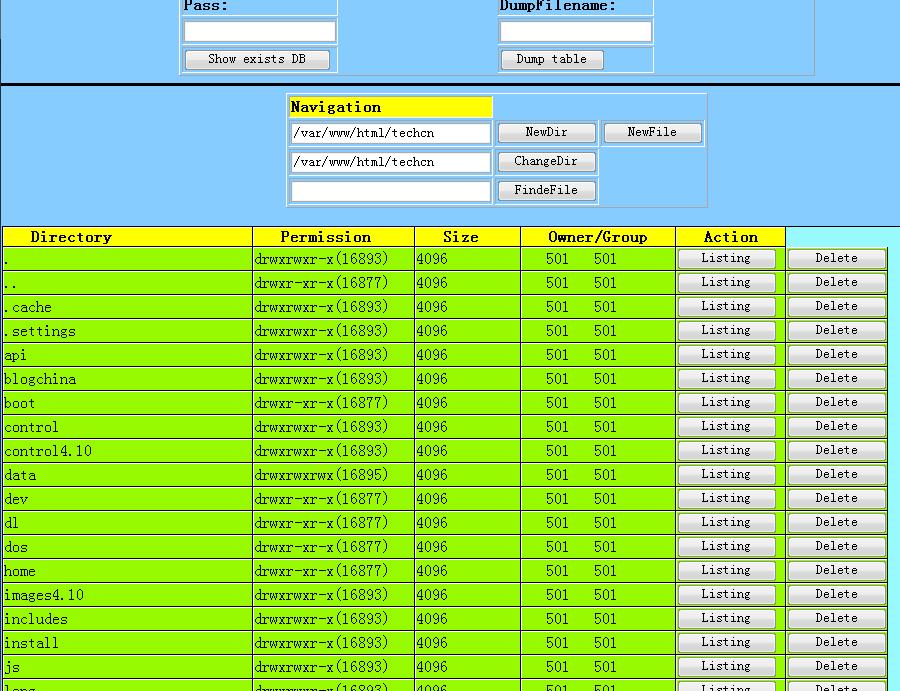 Pass: DumpFilename:
Show exists DB Dump table
Navigation
/var/www/html/techcn NewDir NewFile
/var/www/html/techcn ChangeDir
FindeFile
Directory Permission Size Owner/Group Action
. drwxrwxr-x(16893) 4096 501 501 Listing Delete
.. drwxr-xr-x(16877) 4096 501 501 Listing Delete
.cache drwxrwxr-x(16893) 4096 501 501 Listing Delete
.settings drwxrwxr-x(16893) 4096 501 501 Listing Delete
api drwxrwxr-x(16893) 4096 501 501 Listing Delete
blogchina drwxrwxr-x(16893) 4096 501 501 Listing Delete
boot drwxr-xr-x(16877) 4096 501 501 Listing Delete
control drwxrwxr-x(16893) 4096 501 501 Listing Delete
control4.10 drwxrwxr-x(16893) 4096 501 501 Listing Delete
data drwxrwxrwx(16895) 4096 501 501 Listing Delete
dev drwxr-xr-x(16877) 4096 501 501 Listing Delete
dl drwxr-xr-x(16877) 4096 501 501 Listing Delete
dos drwxr-xr-x(16877) 4096 501 501 Listing Delete
home drwxr-xr-x(16877) 4096 501 501 Listing Delete
images4.10 drwxrwxr-x(16893) 4096 501 501 Listing Delete
includes drwxrwxr-x(16893) 4096 501 501 Listing Delete
install drwxrwxr-x(16893) 4096 501 501 Listing Delete
js drwxrwxr-x(16893) 4096 501 501 Listing Delete
drwxrwxr-x(16893) 4096 501 501 Listing Delete